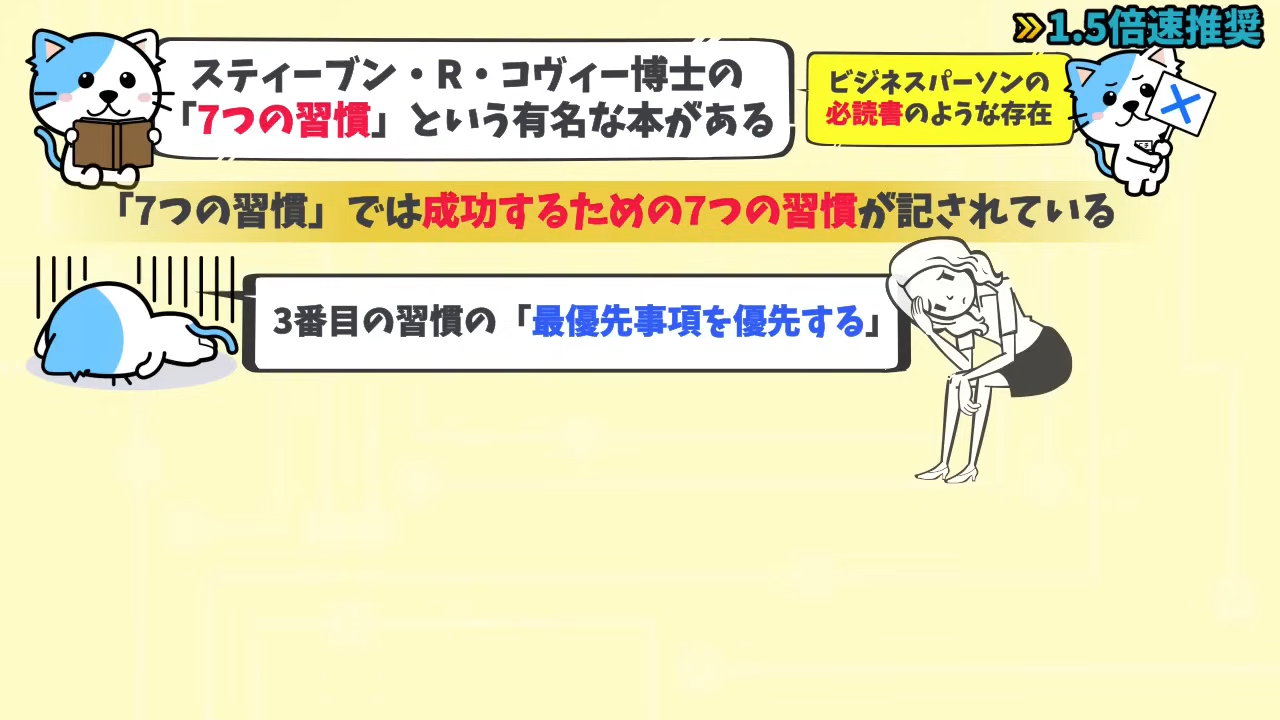 1.5倍速推奨
スティーブン・R・コヴィー博士の
「7つの習慣」という有名な本がある
ビジネスパーソンの
必読書のような存在
「7つの習慣」では成功するための7つの習慣が記されている
3番目の習慣の「最優先事項を優先する」